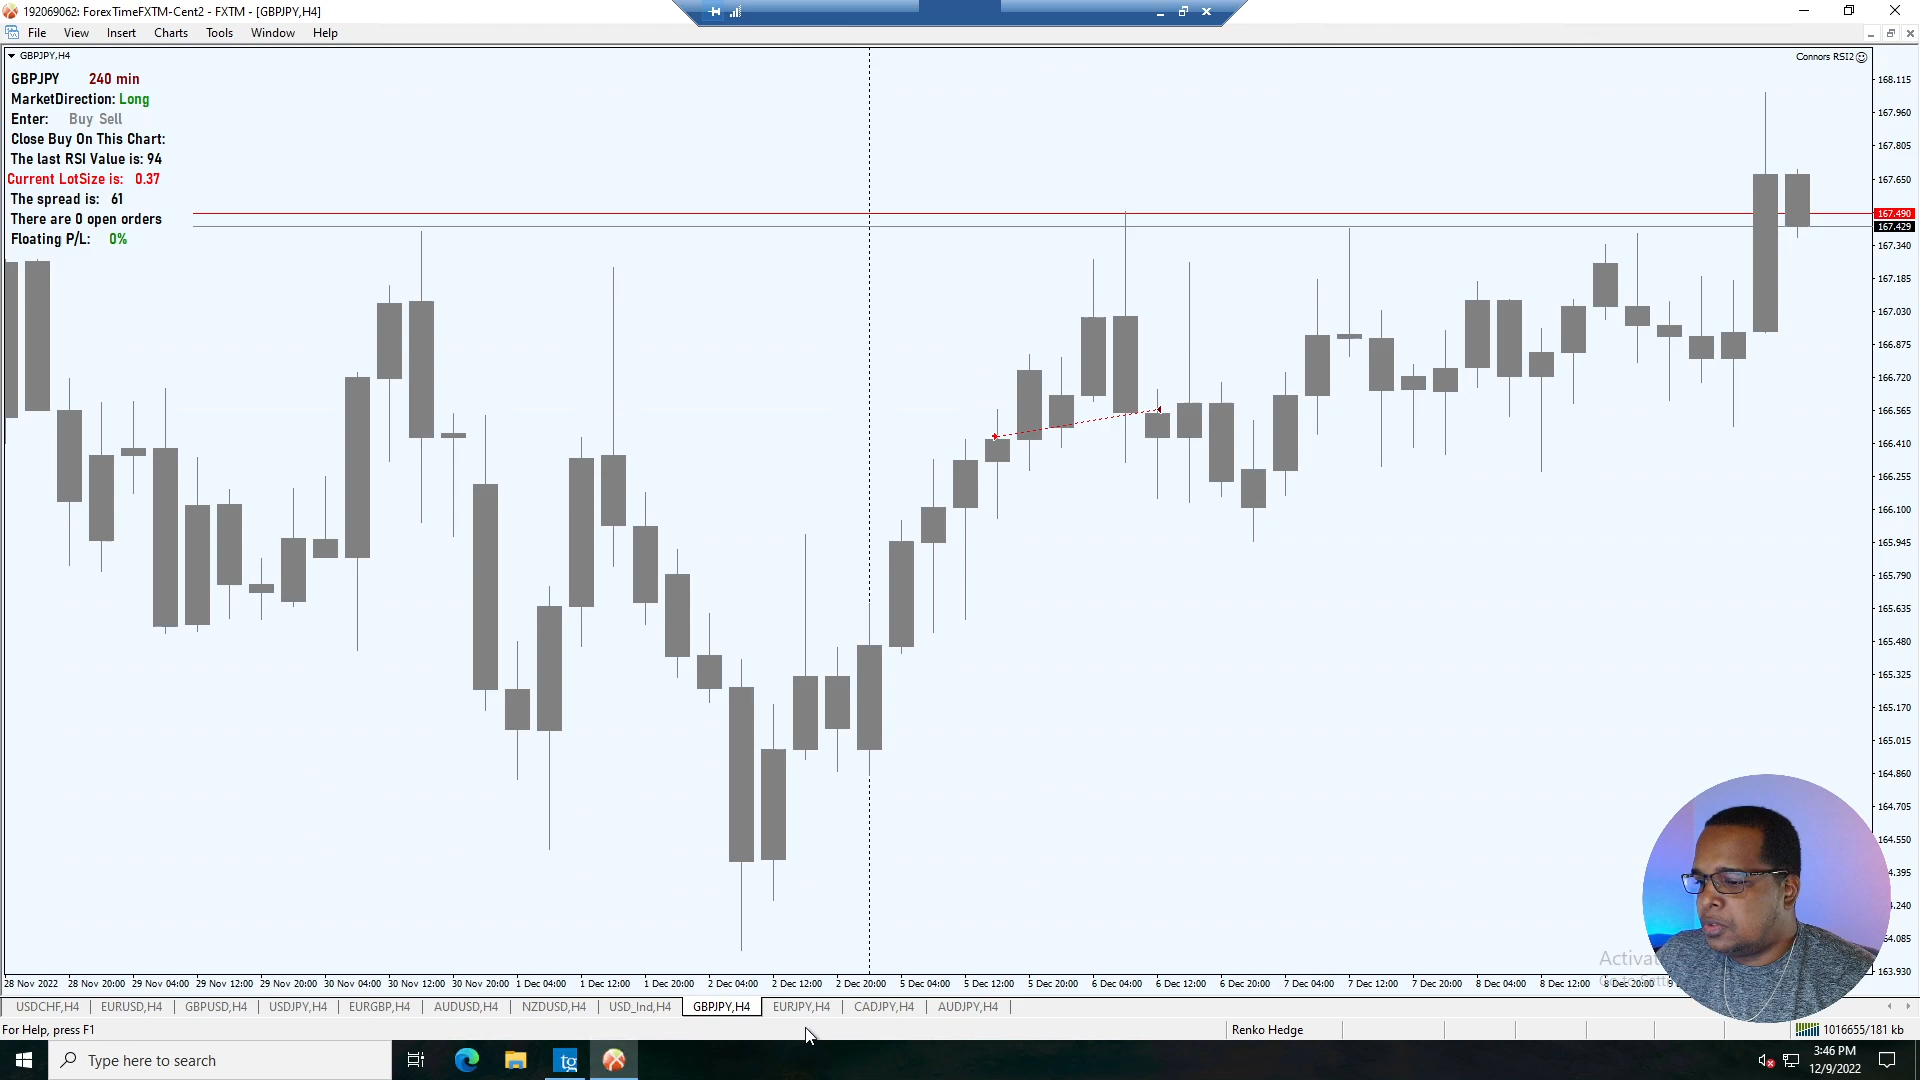 192069062: ForexTimeFXTM-Cent2 - FXTM - [GBPJPY,H4]
File View Insert Charts Tools Window Help
GBPJPY,H4
Connors RSI2
GBPJPY 240 min
MarketDirection: Long
Enter: Buy Sell
Close Buy On This Chart:
The last RSI Value is: 94
Current LotSize is: 0.37
The spread is: 61
There are 0 open orders
Floating P/L: 0%
168.115
167.960
167.805
167.650
167.490
167.429
167.340
167.185
167.030
166.875
166.720
166.565
166.410
166.255
166.100
165.945
165.790
165.635
165.480
165.325
165.170
165.015
164.860
164.705
164.550
163.930
Activa
28 Nov 2022 28 Nov 20:00 29 Nov 04:00 29 Nov 12:00 29 Nov 20:00 30 Nov 04:00 30 Nov 12:00 30 Nov 20:00 1 Dec 04:00 1 Dec 12:00 1 Dec 20:00 2 Dec 04:00 2 Dec 12:00 2 Dec 20:00 5 Dec 04:00 5 Dec 12:00 5 Dec 20:00 6 Dec 04:00 6 Dec 12:00 6 Dec 20:00 7 Dec 04:00 7 Dec 12:00 7 Dec 20:00 8 Dec 04:00 8 Dec 12:00 8 Dec 20:00
USDCHF,H4 EURUSD,H4 GBPUSD,H4 USDJPY,H4 EURGBP,H4 AUDUSD,H4 NZDUSD,H4 USD_Ind,H4 GBPJPY,H4 EURJPY,H4 CADJPY,H4 AUDJPY,H4
For Help, press F1
Renko Hedge
1016655/181 kb
Type here to search
tg
3:46 PM
12/9/2022